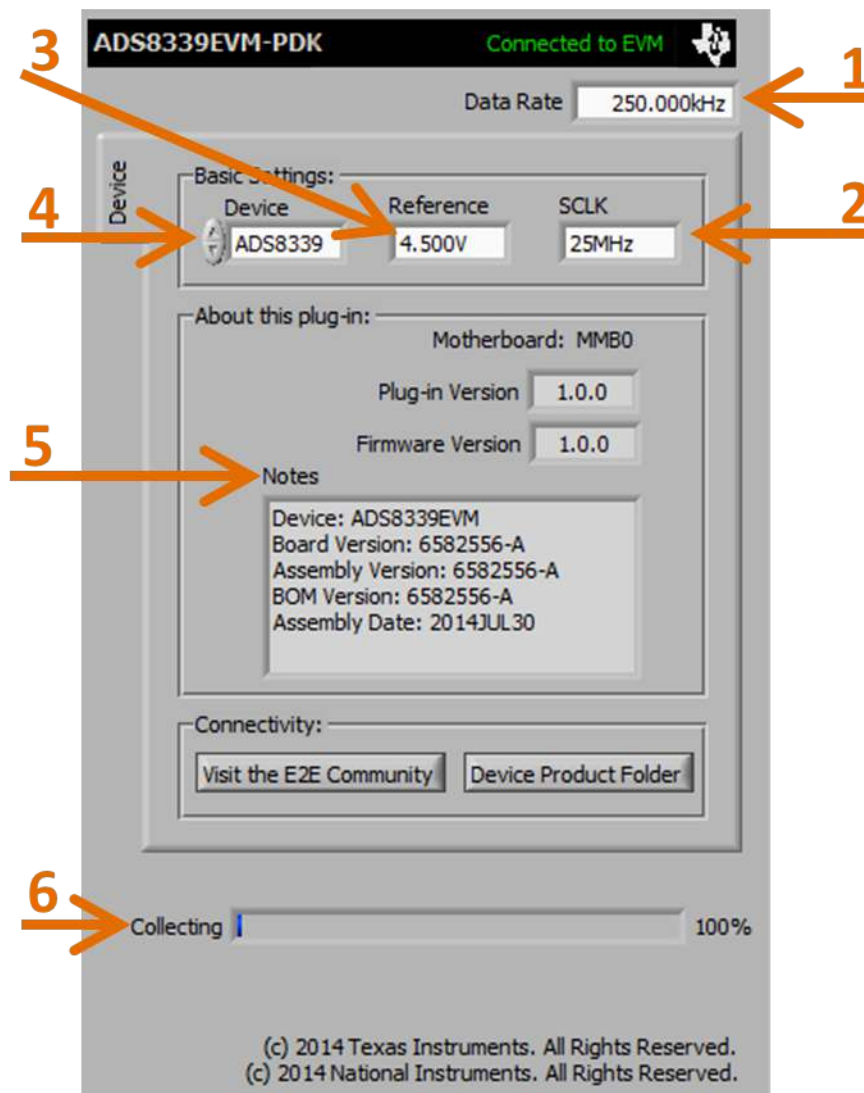 ADS8339EVM-PDK Connected to EVM
3
1
Data Rate 250.000kHz
Device
Basic Settings:
4
2
Device Reference SCLK
ADS8339 4.500V 25MHz
About this plug-in:
Motherboard: MMB0
Plug-in Version 1.0.0
Firmware Version 1.0.0
5
Notes
Device: ADS8339EVM
Board Version: 6582556-A
Assembly Version: 6582556-A
BOM Version: 6582556-A
Assembly Date: 2014JUL30
Connectivity:
Visit the E2E Community Device Product Folder
6
Collecting 100%
(c) 2014 Texas Instruments. All Rights Reserved.
(c) 2014 National Instruments. All Rights Reserved.